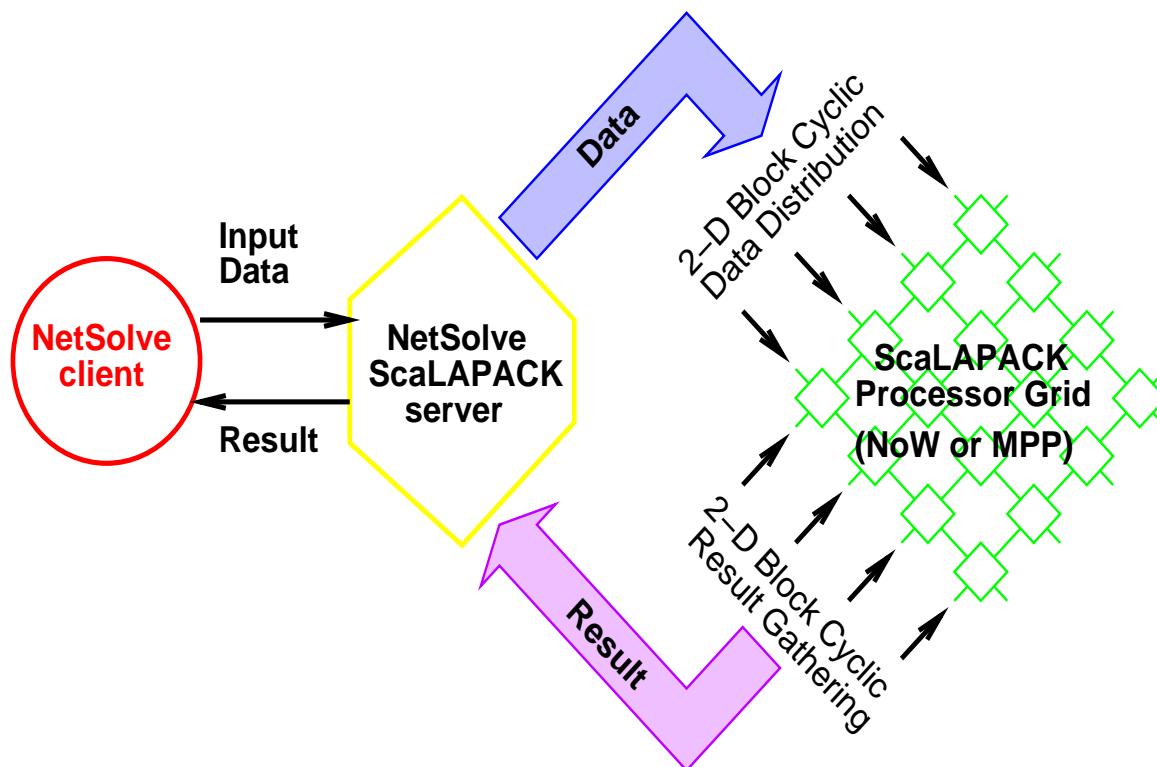 NetSolve
client
Input
Data
Result
NetSolve
ScaLAPACK
server
Data
2–D Block Cyclic
Data Distribution
ScaLAPACK
Processor Grid
(NoW or MPP)
2–D Block Cyclic
Result Gathering
Result